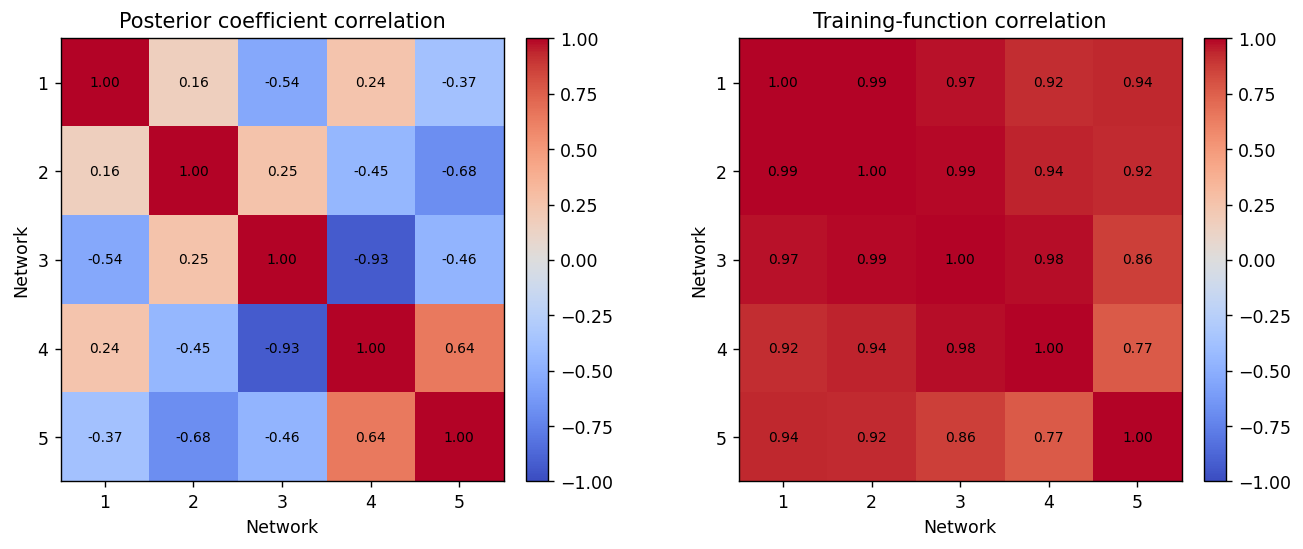 Posterior coefficient correlation
1 1.00 0.16 -0.54 0.24 -0.37
2 0.16 1.00 0.25 -0.45 -0.68
3 -0.54 0.25 1.00 -0.93 -0.46
4 0.24 -0.45 -0.93 1.00 0.64
5 -0.37 -0.68 -0.46 0.64 1.00
1 2 3 4 5
Network
Network
1.00
0.75
0.50
0.25
0.00
−0.25
−0.50
−0.75
−1.00
Training-function correlation
1 1.00 0.99 0.97 0.92 0.94
2 0.99 1.00 0.99 0.94 0.92
3 0.97 0.99 1.00 0.98 0.86
4 0.92 0.94 0.98 1.00 0.77
5 0.94 0.92 0.86 0.77 1.00
1 2 3 4 5
Network
Network
1.00
0.75
0.50
0.25
0.00
−0.25
−0.50
−0.75
−1.00